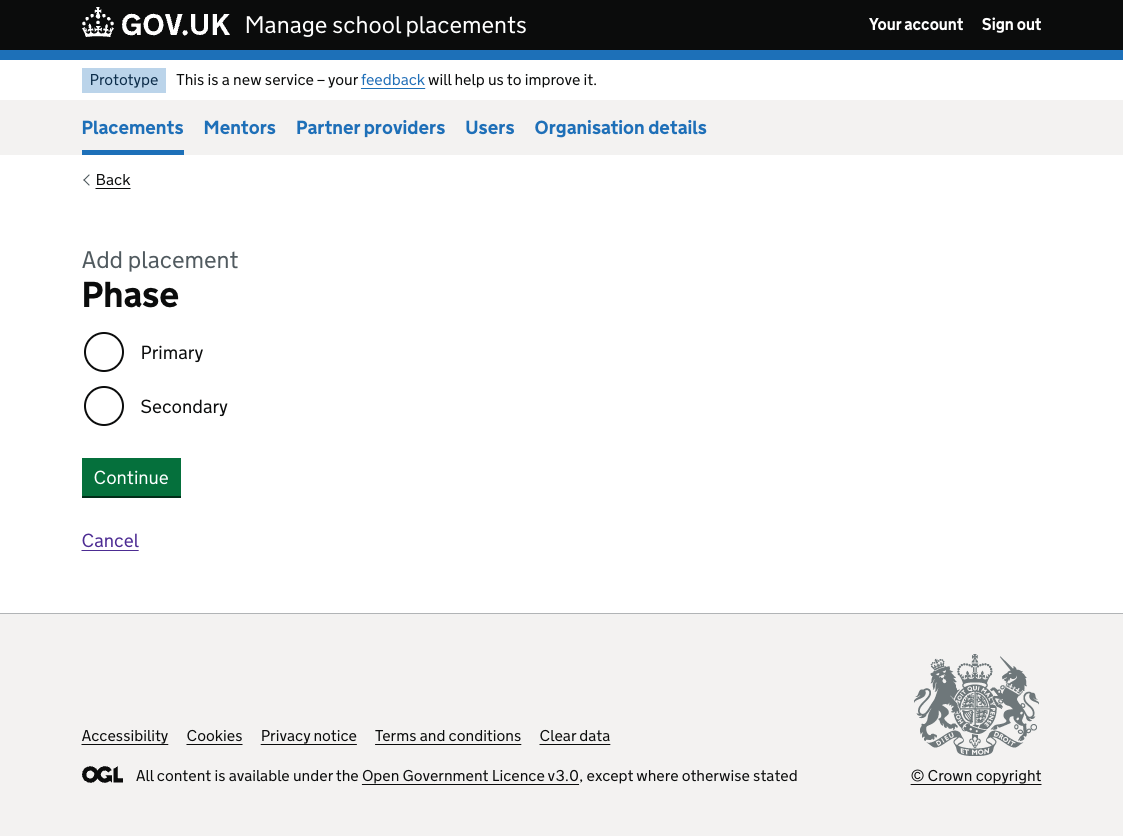 GOV.UK Manage school placements Your account Sign out
Prototype This is a new service – your feedback will help us to improve it.
Placements Mentors Partner providers Users Organisation details
Back
Add placement
Phase
Primary
Secondary
Continue
Cancel
Accessibility Cookies Privacy notice Terms and conditions Clear data
OGL All content is available under the Open Government Licence v3.0, except where otherwise stated
© Crown copyright